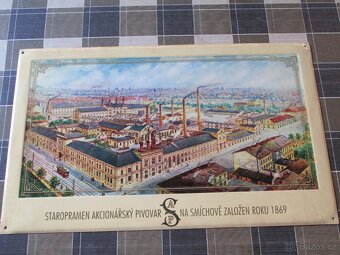 STAROPRAMEN AKCIONÁŘSKÝ PIVOVAR NA SMÍCHOVĚ ZALOŽEN ROKU 1869